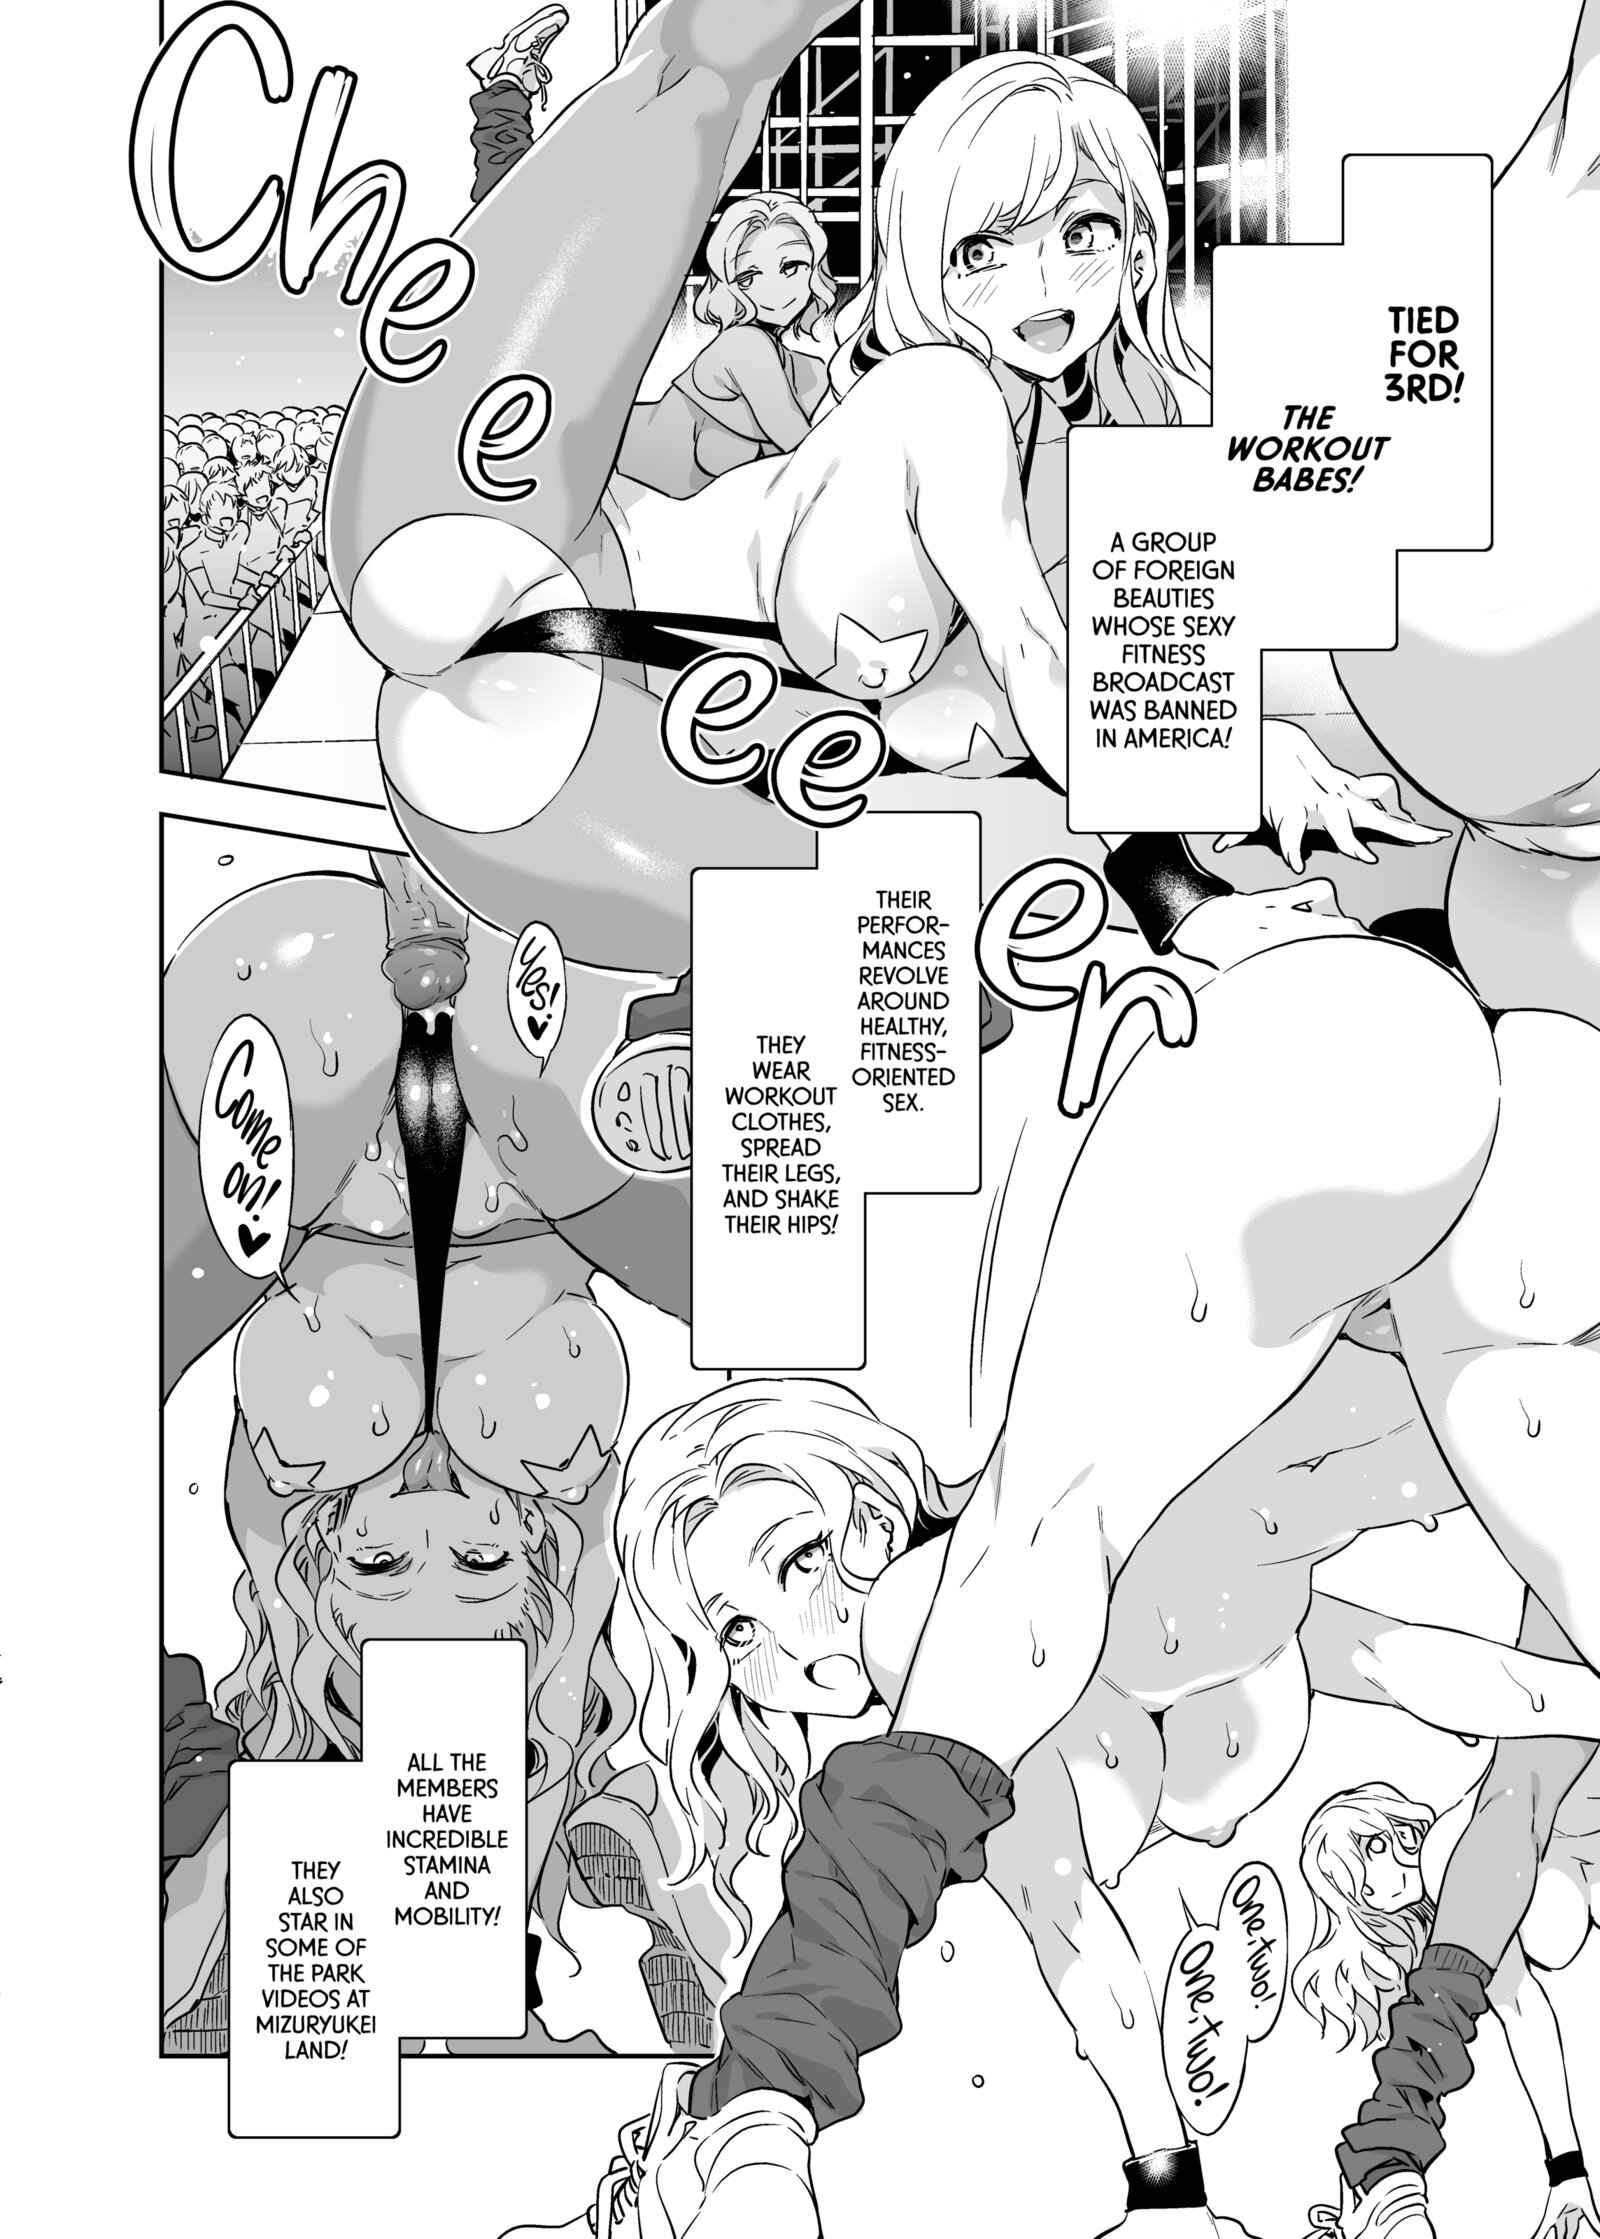 Cheeeeeeer
TIED
FOR
3RD!
THE
WORKOUT
BABES!
A GROUP
OF FOREIGN
BEAUTIES
WHOSE SEXY
FITNESS
BROADCAST
WAS BANNED
IN AMERICA!
THEIR
PERFOR-
MANCES
REVOLVE
AROUND
HEALTHY,
FITNESS-
ORIENTED
SEX.
THEY
WEAR
WORKOUT
CLOTHES,
SPREAD
THEIR LEGS,
AND SHAKE
THEIR HIPS!
Yes! ♥
Come
on! ♥
One, two!
One, two!
ALL THE
MEMBERS
HAVE
INCREDIBLE
STAMINA
AND
MOBILITY!
THEY
ALSO
STAR IN
SOME OF
THE PARK
VIDEOS AT
MIZURYUKEI
LAND!